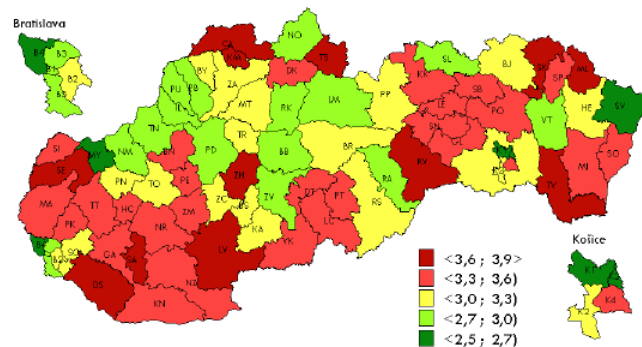 Bratislava
NO
CA
KM
TS
B4
B3
B2
B5
DK
SL
BJ
ML
BY
ZA
KK
SP
PU
PB
IL
MT
RK
LM
PP
LE
SB
PO
HE
SV
VT
TN
TR
SN
GL
MY
NM
BN
PD
BB
BR
SI
SE
RV
MI
SO
PN
TO
PE
ZH
RA
TV
ZC
BS
ZV
DT
PT
RS
MA
TT
HC
ZM
KA
LC
PK
NR
VK
Košice
GA
SA
LV
NZ
DS
KN
K1
K4
K2
<3,6 ; 3,9>
<3,3 ; 3,6)
<3,0 ; 3,3)
<2,7 ; 3,0)
<2,5 ; 2,7)